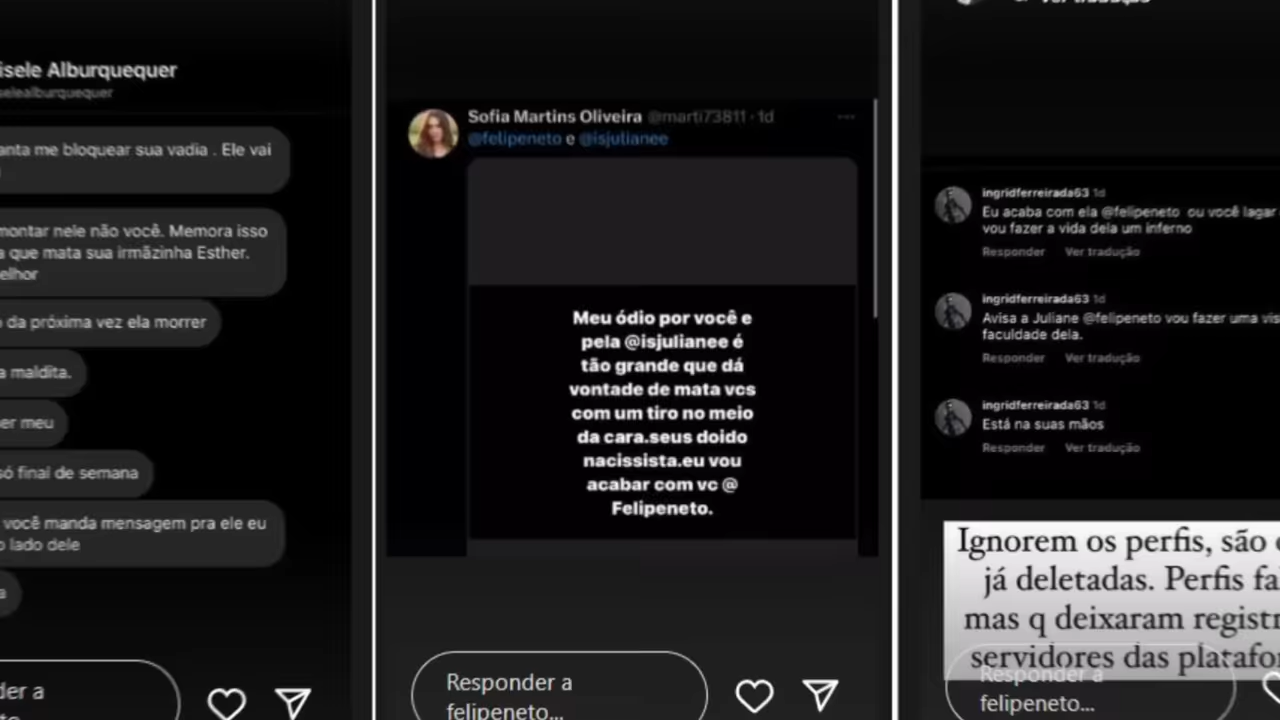 isele Alburquequer
selealburquequer
anta me bloquear sua vadia . Ele vai
montar nele não você. Memora isso
a que mata sua irmãzinha Esther.
elhor
o da próxima vez ela morrer
a maldita.
er meu
só final de semana
você manda mensagem pra ele eu
o lado dele
a
der a
Sofia Martins Oliveira @marti73811 · 1d
@felipeneto e @isjulianee
Meu ódio por você e
pela @isjulianee é
tão grande que dá
vontade de mata vcs
com um tiro no meio
da cara.seus doido
nacissista.eu vou
acabar com vc @
Felipeneto.
Responder a
felipeneto...
Ver tradução
ingridferreirada63 1d
Eu acaba com ela @felipeneto ou você lagar
vou fazer a vida dela um inferno
Responder Ver tradução
ingridferreirada63 1d
Avisa a Juliane @felipeneto vou fazer uma vis
faculdade dela.
Responder Ver tradução
ingridferreirada63 1d
Está na suas mãos
Responder Ver tradução
Ignorem os perfis, são
já deletadas. Perfis fa
mas q deixaram registr
servidores das platafor
Responder a
felipeneto...